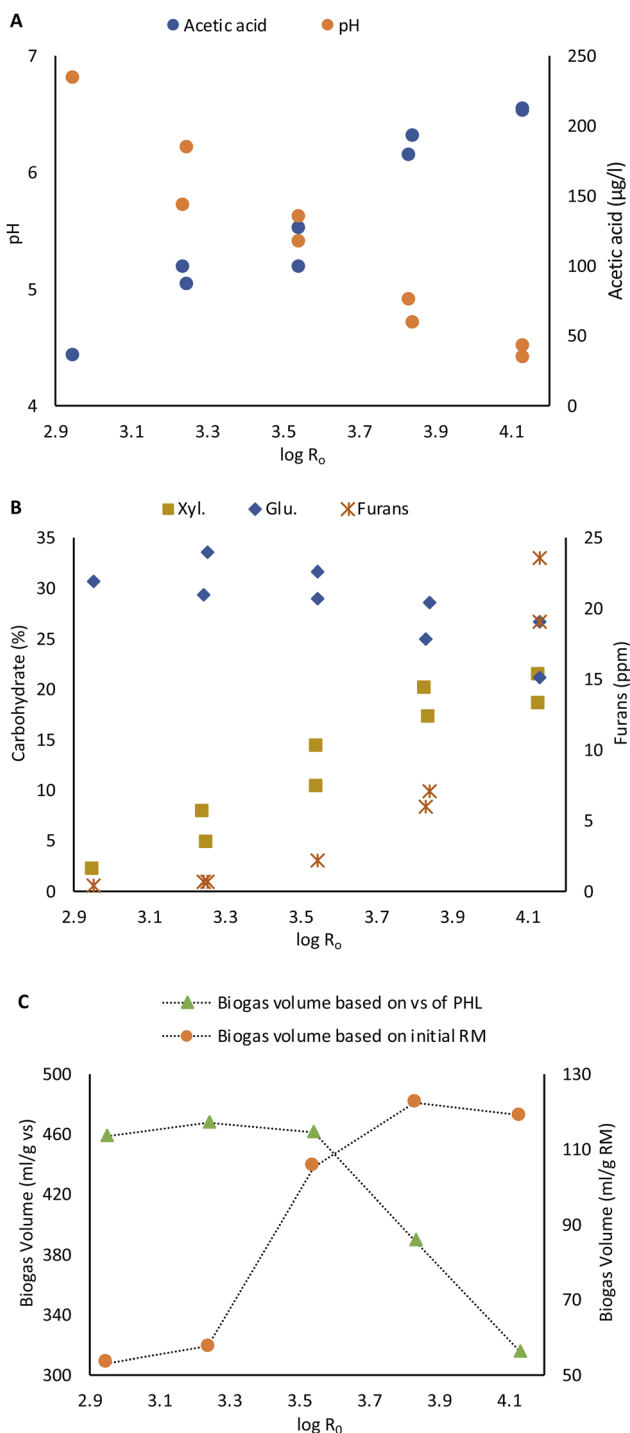 A
Acetic acid pH
7 250
200
6
150
pH
Acetic acid (µg/l)
100
5
50
4 0
2.9 3.1 3.3 3.5 3.7 3.9 4.1
log Ro
B
Xyl. Glu. Furans
35 25
30
20
25
20 15
Carbohydrate (%)
Furans (ppm)
15
10
10
5
5
0 0
2.9 3.1 3.3 3.5 3.7 3.9 4.1
log Ro
C
Biogas volume based on vs of PHL
Biogas volume based on initial RM
500 130
460
110
420
90
Biogas Volume (ml/g vs)
Biogas Volume (ml/g RM)
380
70
340
300 50
2.9 3.1 3.3 3.5 3.7 3.9 4.1
log R0